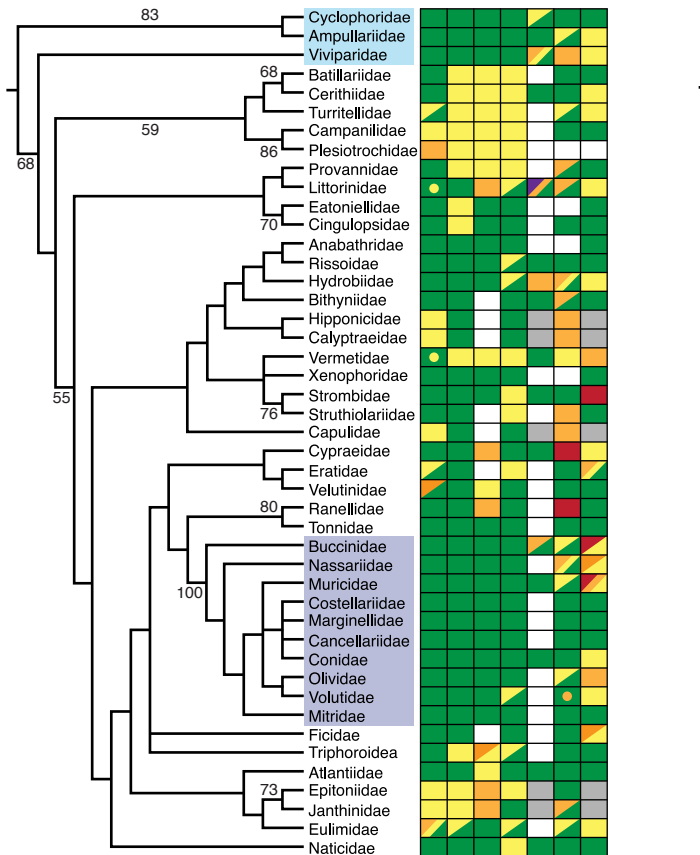 83
Cyclophoridae
Ampullariidae
Viviparidae
68
Batillariidae
Cerithiidae
Turritellidae
59
Campanilidae
86
Plesiotrochidae
68
Provannidae
Littorinidae
Eatoniellidae
70
Cingulopsidae
Anabathridae
Rissoidae
Hydrobiidae
Bithyniidae
Hipponicidae
Calyptraeidae
Vermetidae
Xenophoridae
55
Strombidae
76
Struthiolariidae
Capulidae
Cypraeidae
Eratidae
Velutinidae
80
Ranellidae
Tonnidae
Buccinidae
Nassariidae
100
Muricidae
Costellariidae
Marginellidae
Cancellariidae
Conidae
Olividae
Volutidae
Mitridae
Ficidae
Triphoroidea
Atlantiidae
73
Epitoniidae
Janthinidae
Eulimidae
Naticidae